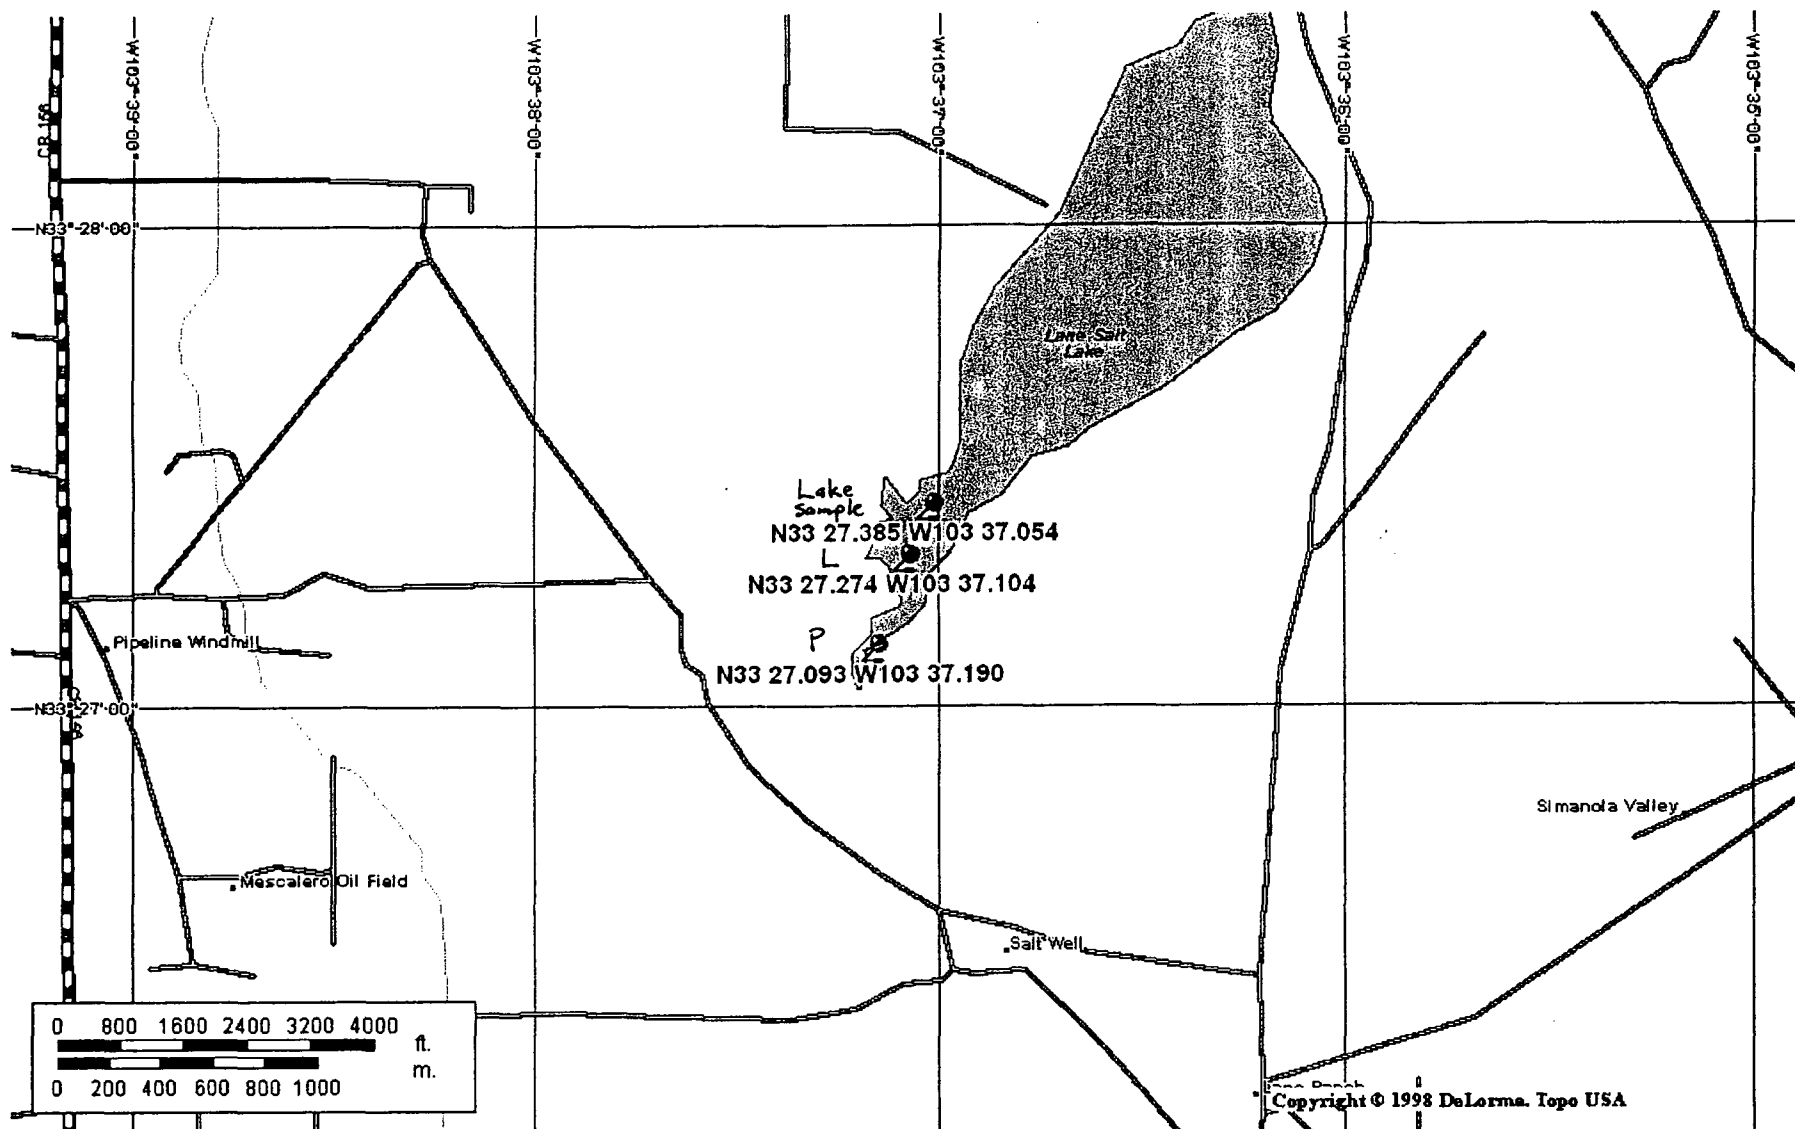 W103°-39'-00"
W103°-38'-00"
W103°-37'-00"
W103°-36'-00"
W103°-35'-00"
CR 156
N33°-28'-00"
Lane Salt
Lake
Lake
Sample
N33 27.385 W103 37.054
L
N33 27.274 W103 37.104
P
N33 27.093 W103 37.190
Pipeline Windmill
N33°-27'-00"
Simanola Valley
Mescalero Oil Field
Salt Well
0 800 1600 2400 3200 4000
ft.
m.
0 200 400 600 800 1000
Copyright © 1998 DeLorme. Topo USA